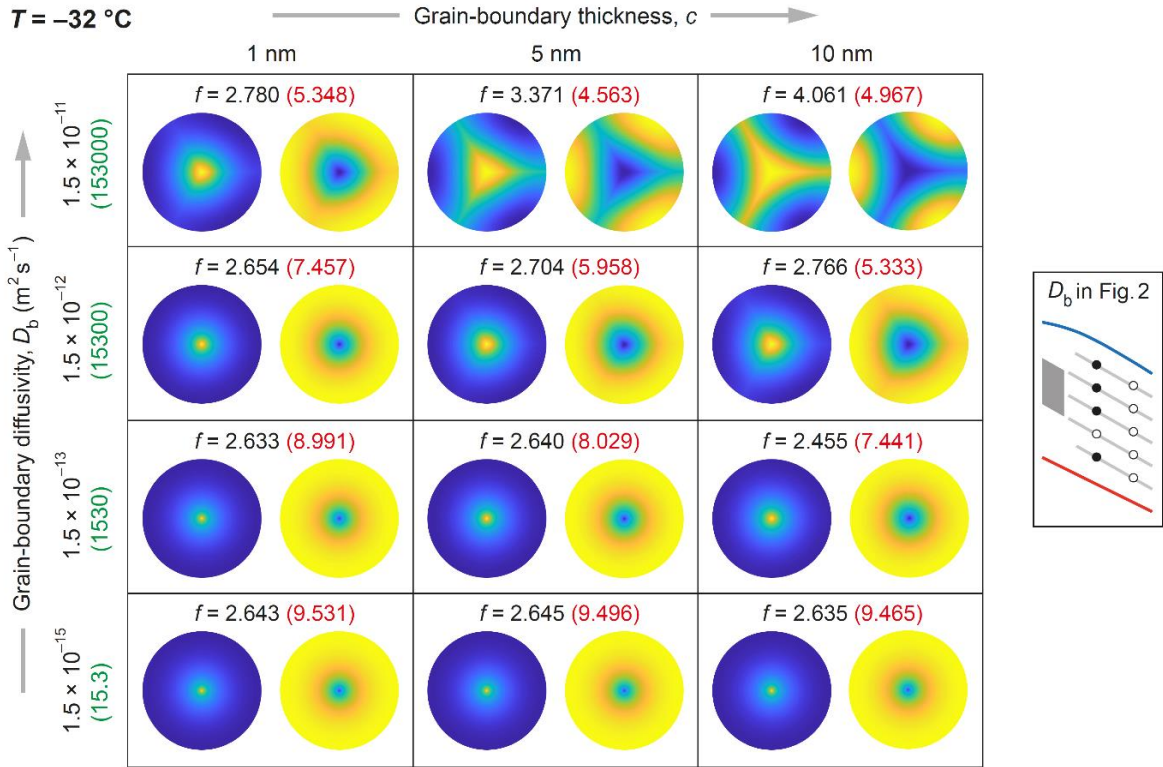 T = −32 °C
Grain-boundary thickness, c
1 nm
5 nm
10 nm
Grain-boundary diffusivity, D_b (m² s⁻¹)
1.5 × 10⁻¹¹
(153000)
f = 2.780 (5.348)
f = 3.371 (4.563)
f = 4.061 (4.967)
1.5 × 10⁻¹²
(15300)
f = 2.654 (7.457)
f = 2.704 (5.958)
f = 2.766 (5.333)
1.5 × 10⁻¹³
(1530)
f = 2.633 (8.991)
f = 2.640 (8.029)
f = 2.455 (7.441)
1.5 × 10⁻¹⁵
(15.3)
f = 2.643 (9.531)
f = 2.645 (9.496)
f = 2.635 (9.465)
D_b in Fig. 2